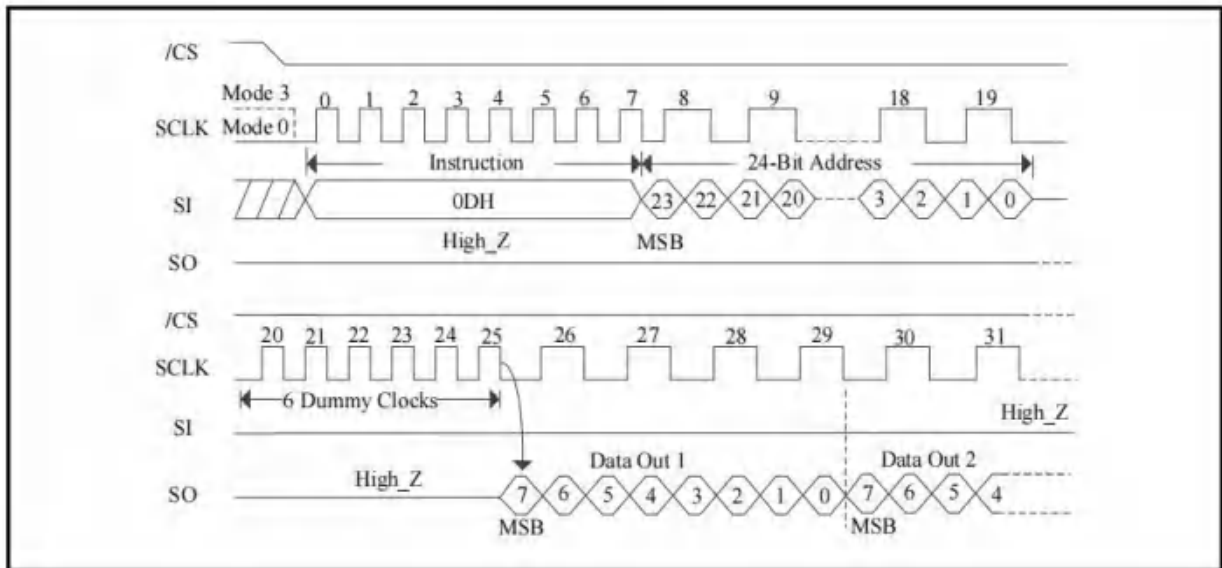 /CS
Mode 3
0 1 2 3 4 5 6 7 8 9 18 19
SCLK
Mode 0
Instruction
24-Bit Address
SI
0DH
23 22 21 20 3 2 1 0
High_Z
MSB
SO
/CS
20 21 22 23 24 25 26 27 28 29 30 31
SCLK
6 Dummy Clocks
High_Z
SI
High_Z
Data Out 1
Data Out 2
SO
7 6 5 4 3 2 1 0 7 6 5 4
MSB
MSB